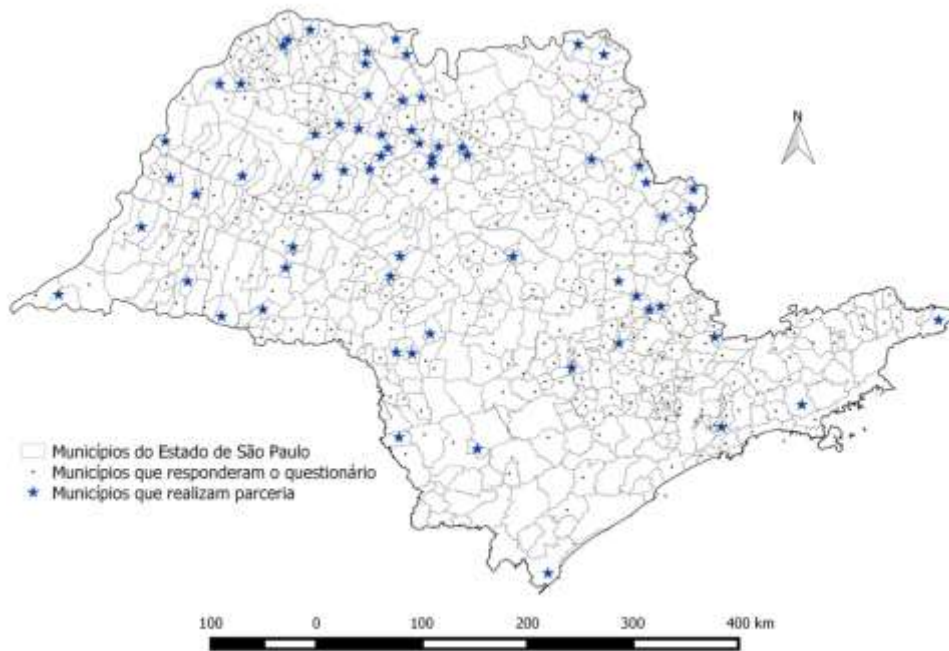 N
Municípios do Estado de São Paulo
Municípios que responderam o questionário
Municípios que realizam parceria
100 0 100 200 300 400 km